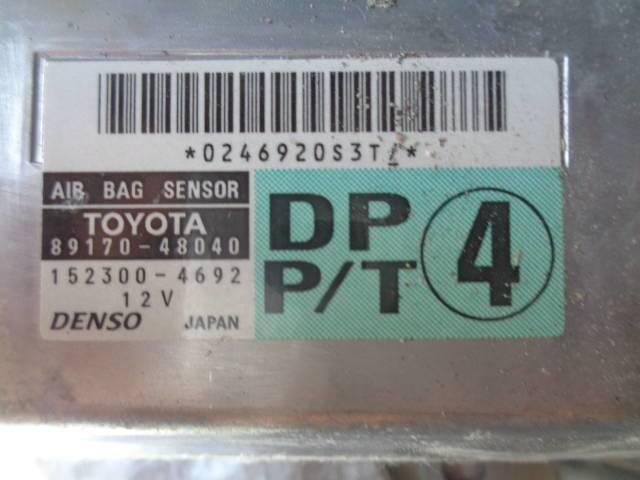 *0246920S3T/*
AIR BAG SENSOR
TOYOTA
89170-48040
152300-4692
12V
DENSO JAPAN
DP
P/T
4